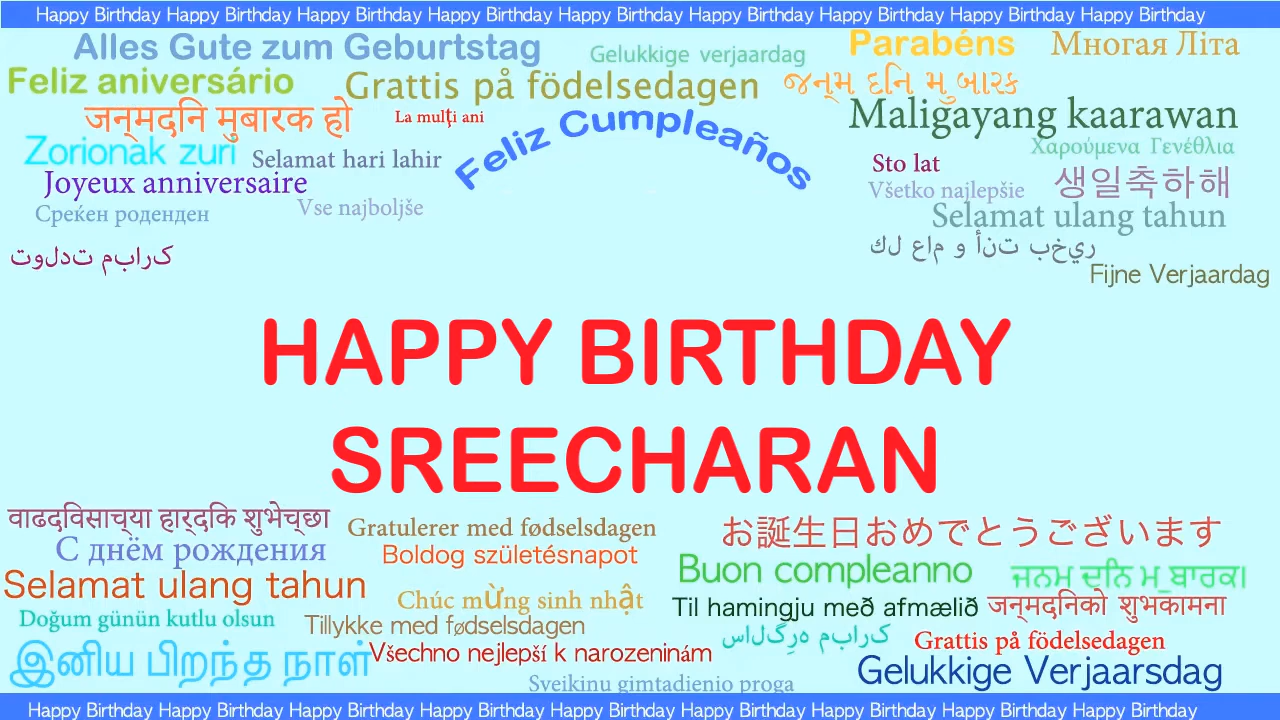 Happy Birthday Happy Birthday Happy Birthday Happy Birthday Happy Birthday Happy Birthday Happy Birthday Happy Birthday Happy Birthday
Alles Gute zum Geburtstag
Gelukkige verjaardag
Parabéns
Многая Літа
Feliz aniversário
Grattis på födelsedagen
જન્મ દિન મુબારક
जन्मदिन मुबारक हो
La mulţi ani
Feliz Cumpleaños
Maligayang kaarawan
Zorionak zuri
Selamat hari lahir
Χαρούμενα Γενέθλια
Sto lat
Joyeux anniversaire
Všetko najlepšie
생일축하해
Среќен роденден
Vse najboljše
Selamat ulang tahun
تولدت مبارک
كل عام و أنت بخير
Fijne Verjaardag
HAPPY BIRTHDAY
SREECHARAN
वाढदिवसाच्या हार्दिक शुभेच्छा
Gratulerer med fødselsdagen
お誕生日おめでとうございます
С днём рождения
Boldog születésnapot
Buon compleanno
ਜਨਮ ਦਿਨ ਮੁਬਾਰਕ।
Selamat ulang tahun
Chúc mừng sinh nhật
Til hamingju með afmælið
जन्मदिनको शुभकामना
Doğum günün kutlu olsun
Tillykke med fødselsdagen
سالگرہ مبارک
Grattis på födelsedagen
இனிய பிறந்த நாள்
Všechno nejlepší k narozeninám
Gelukkige Verjaarsdag
Sveikinu gimtadienio proga
Happy Birthday Happy Birthday Happy Birthday Happy Birthday Happy Birthday Happy Birthday Happy Birthday Happy Birthday Happy Birthday